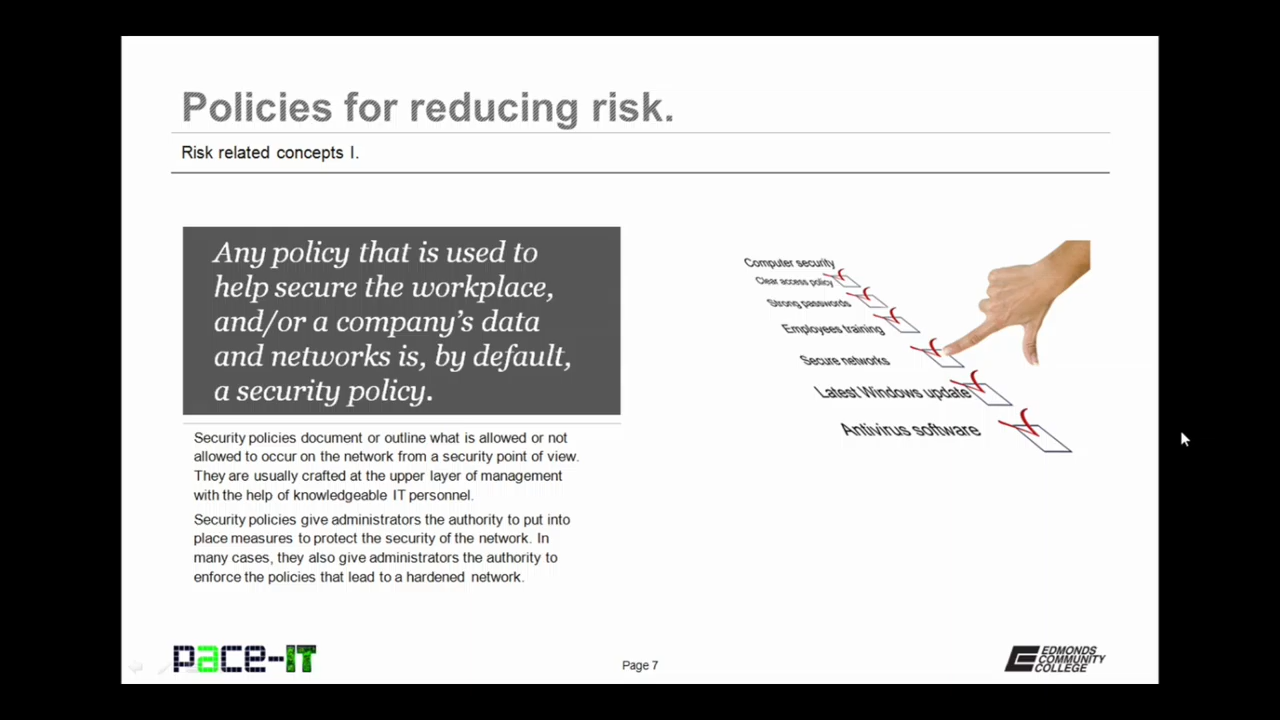 Policies for reducing risk.
Risk related concepts I.
Any policy that is used to
help secure the workplace,
and/or a company's data
and networks is, by default,
a security policy.
Security policies document or outline what is allowed or not
allowed to occur on the network from a security point of view.
They are usually crafted at the upper layer of management
with the help of knowledgeable IT personnel.
Security policies give administrators the authority to put into
place measures to protect the security of the network. In
many cases, they also give administrators the authority to
enforce the policies that lead to a hardened network.
Computer security
Clear access policy
Strong passwords
Employees training
Secure networks
Latest Windows update
Antivirus software
pace-IT
Page 7
EDMONDS
COMMUNITY
COLLEGE